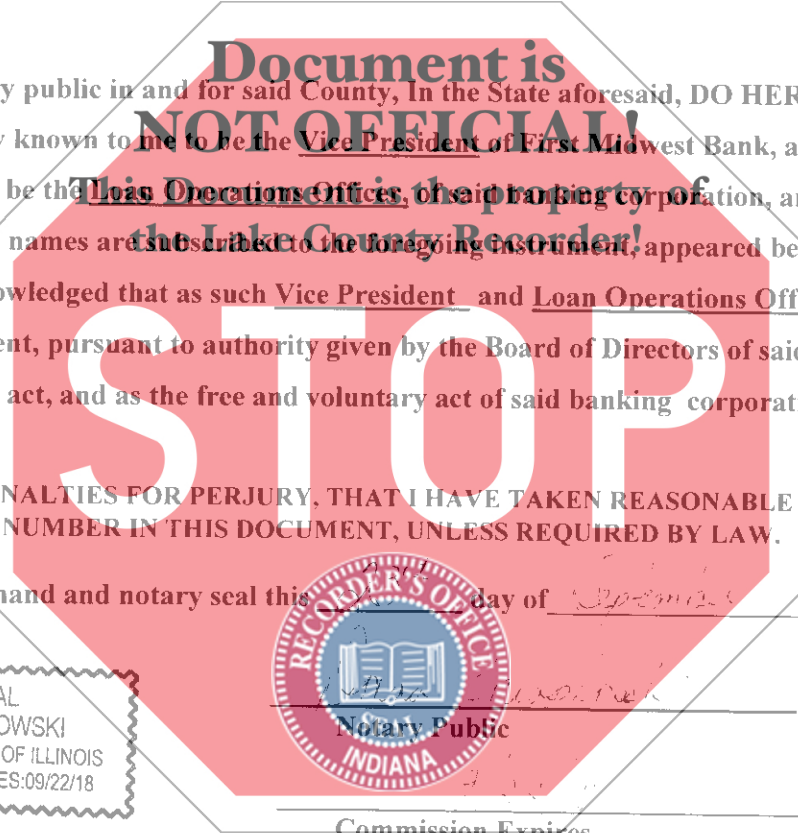 Document is
y public in and for said County, In the State aforesaid, DO HER
NOT OFFICIAL!
y known to me to be the Vice President of First Midwest Bank, a
This Document is the property of
be the Loan Operations Officer, of said banking corporation, an
the Lake County Recorder!
names are subscribed to the foregoing instrument, appeared be
owledged that as such Vice President and Loan Operations Off
ent, pursuant to authority given by the Board of Directors of said
act, and as the free and voluntary act of said banking corporat
STOP
NALTIES FOR PERJURY, THAT I HAVE TAKEN REASONABLE
NUMBER IN THIS DOCUMENT, UNLESS REQUIRED BY LAW.
hand and notary seal this day of
RECORDER'S OFFICE
SEAL
INDIANA
Notary Public
AL
OWSKI
OF ILLINOIS
ES:09/22/18
Commission Expires